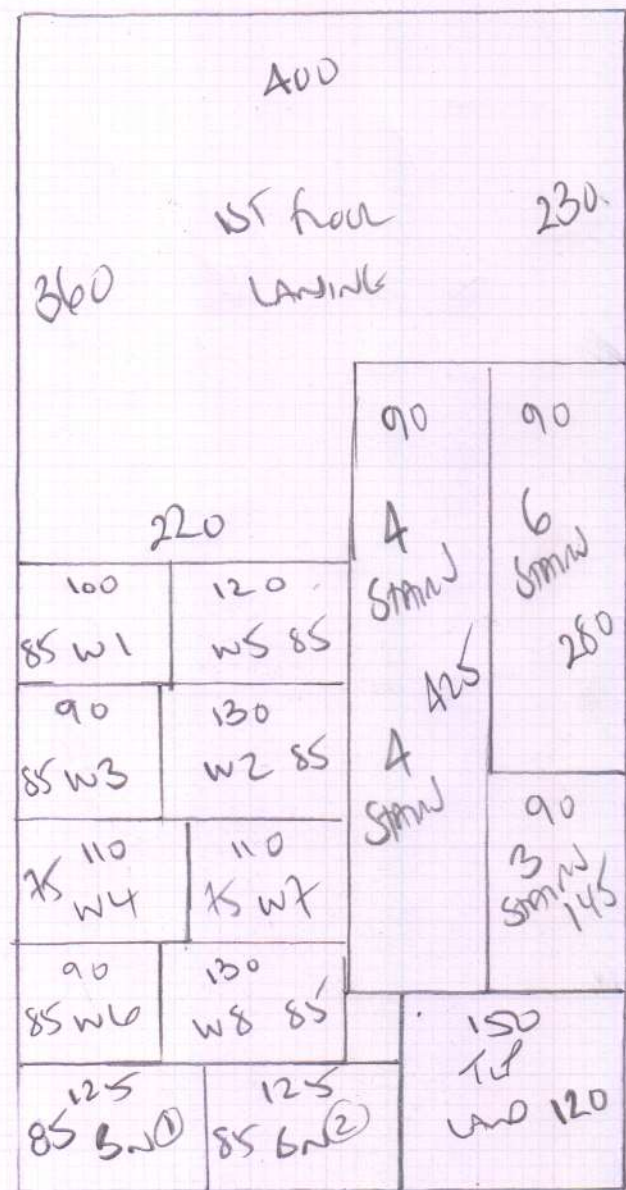 400
1ST FLOOR 230
360 LANDING
90 90
4 6
STAIRS STAIRS
220
280
100 120
85 W1 W5 85
425
90 130
85 W3 W2 85
4 90
STAIRS 3
STAIRS 145
110 110
75 W4 75 W7
90 130
85 W6 W8 85
150
125 125
85 BN ① 85 BN ② LAND 120